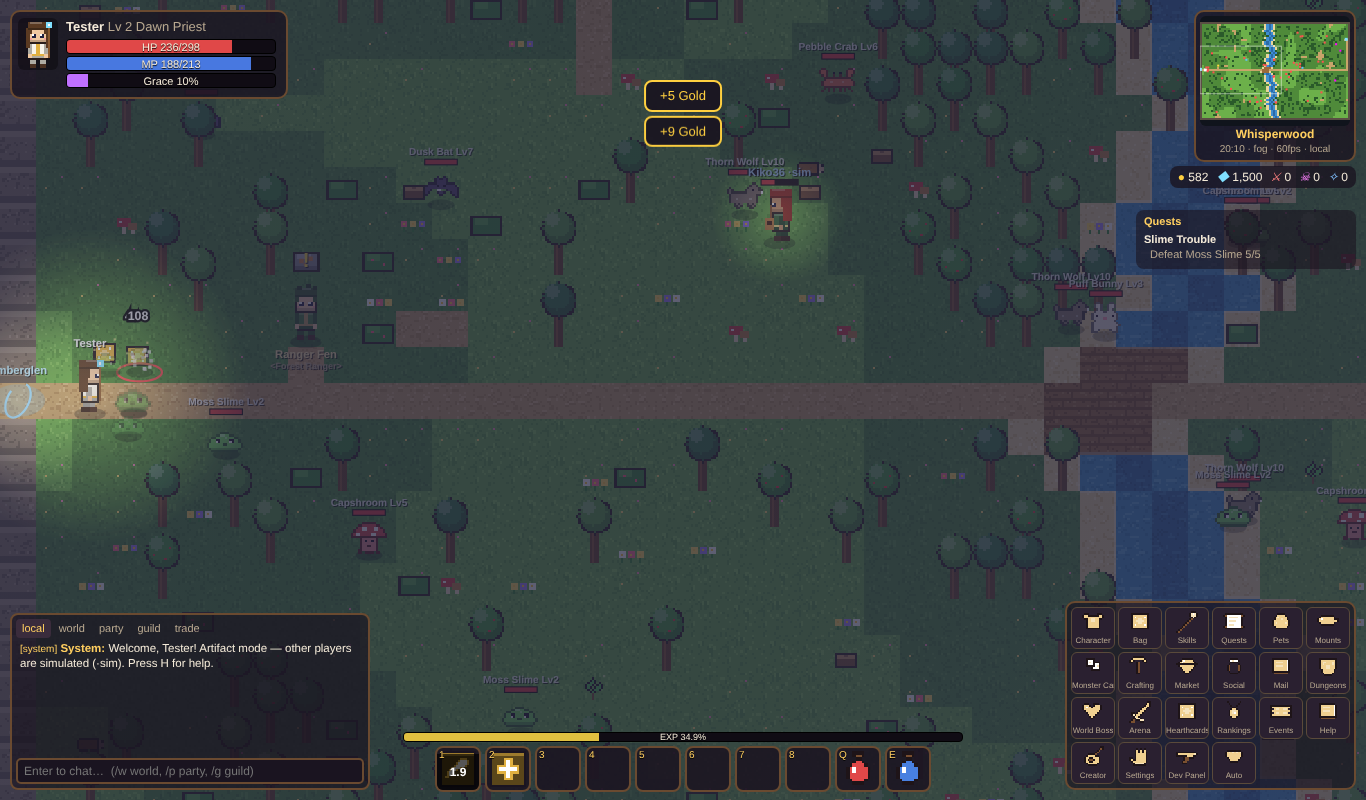 Tester Lv 2 Dawn Priest
HP 236/298
MP 188/213
Grace 10%
+5 Gold
+9 Gold
Pebble Crab Lv6
Dusk Bat Lv7
Thorn Wolf Lv10
Kiko36·sim
Whisperwood
20:10 · fog · 60fps · local
582 1,500 0 0 0
Quests
Slime Trouble
Defeat Moss Slime 5/5
Thorn Wolf Lv10
Puff Bunny Lv3
108
Tester
Ranger Fen
<Forest Ranger>
mberglen
Moss Slime Lv2
Capshroom Lv5
Thorn Wolf Lv10
Moss Slime Lv2
Capshroo
Moss Slime Lv2
local world party guild trade
[system] System: Welcome, Tester! Artifact mode — other players
are simulated (·sim). Press H for help.
Enter to chat… (/w world, /p party, /g guild)
EXP 34.9%
1 2 3 4 5 6 7 8 Q E
1.9
Character Bag Skills Quests Pets Mounts
Monster Ca Crafting Market Social Mail Dungeons
World Boss Arena Hearthcards Rankings Events Help
Creator Settings Dev Panel Auto